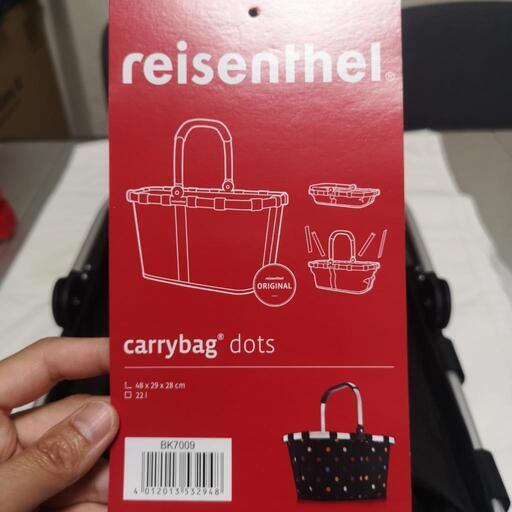 reisenthel®
reisenthel
ORIGINAL
carrybag® dots
48 x 29 x 28 cm
22 l
BK7009
4 012013 532948